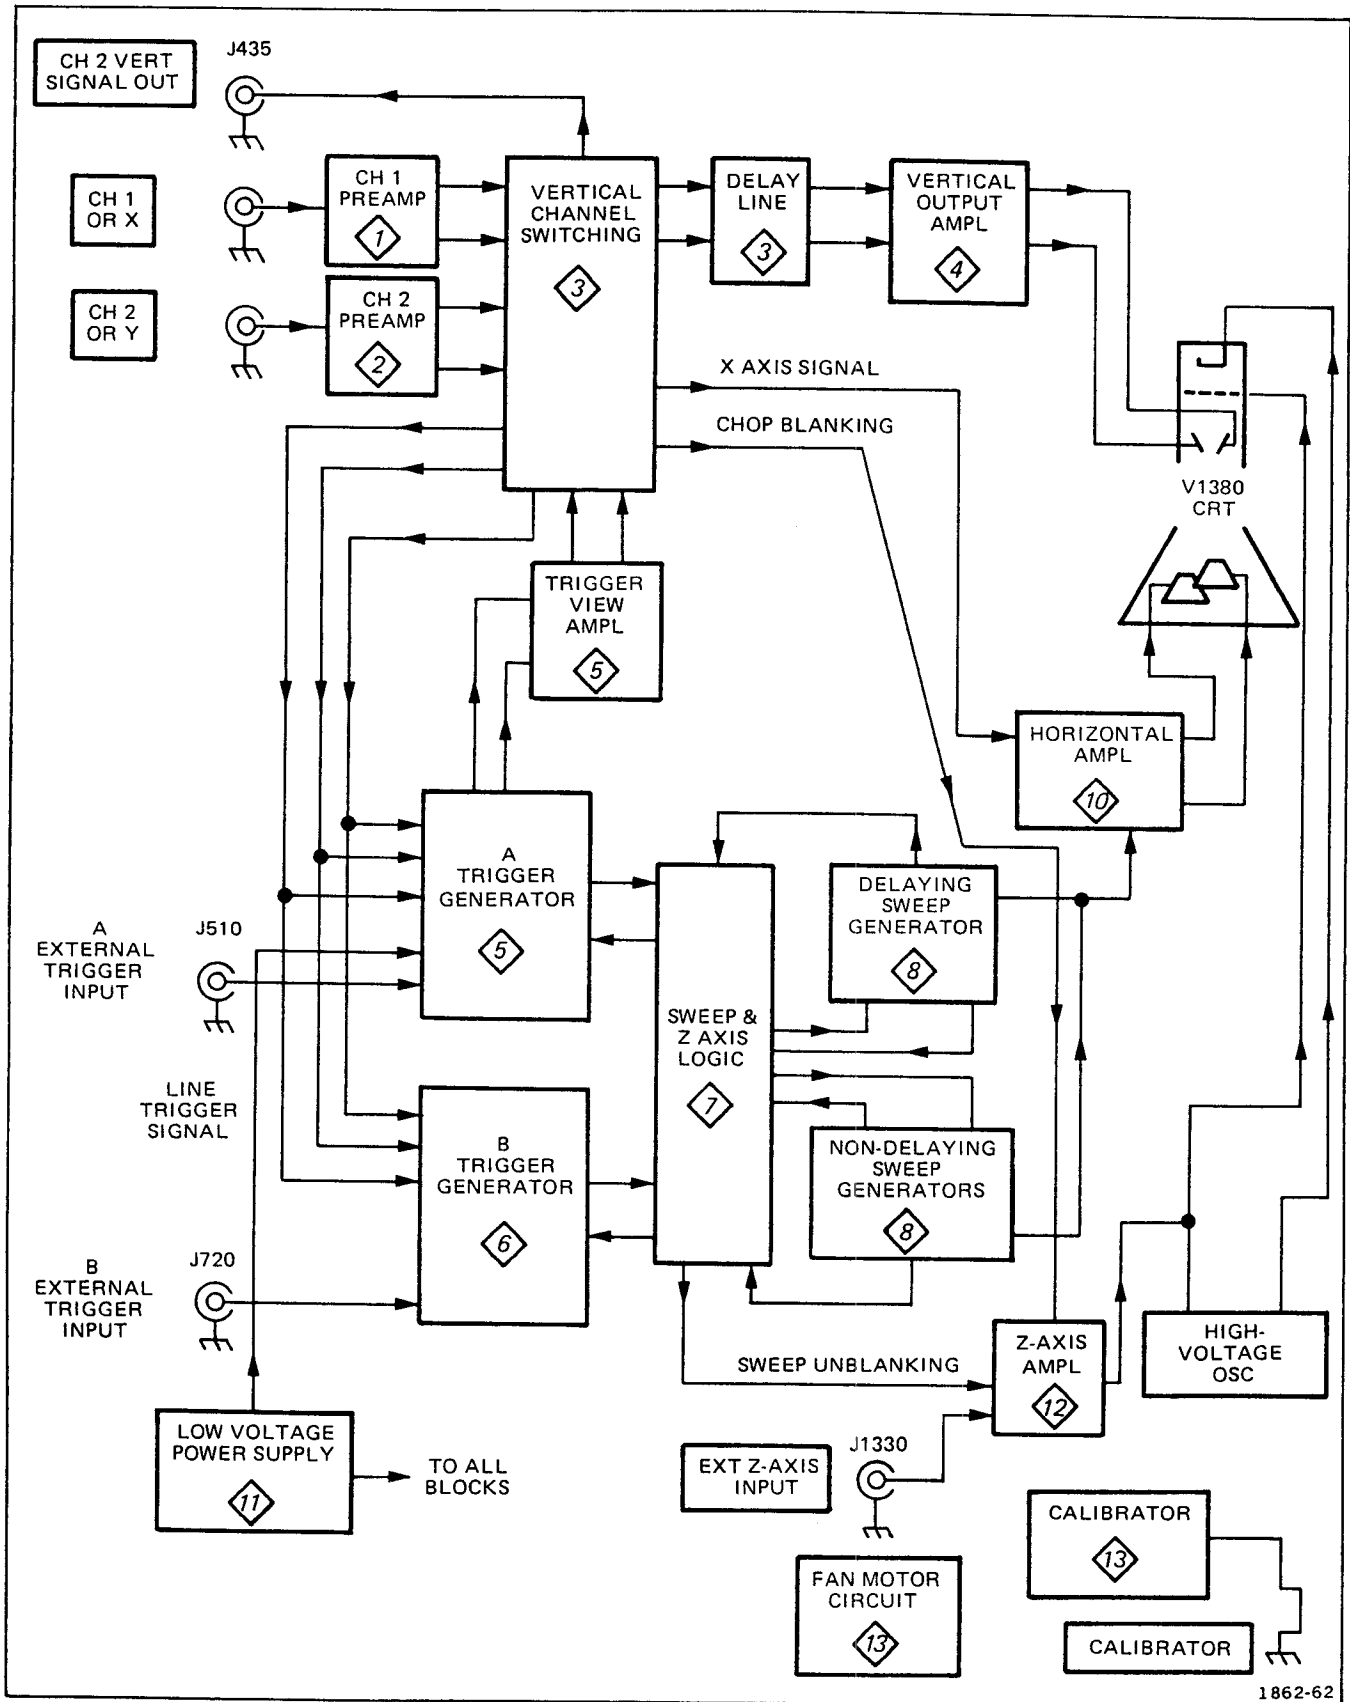 CH 2 VERT
SIGNAL OUT
J435
CH 1
OR X
CH 1
PREAMP
1
VERTICAL
CHANNEL
SWITCHING
3
DELAY
LINE
3
VERTICAL
OUTPUT
AMPL
4
CH 2
OR Y
CH 2
PREAMP
2
X AXIS SIGNAL
CHOP BLANKING
V1380
CRT
TRIGGER
VIEW
AMPL
5
HORIZONTAL
AMPL
10
A
TRIGGER
GENERATOR
5
DELAYING
SWEEP
GENERATOR
8
A
EXTERNAL
TRIGGER
INPUT
J510
SWEEP &
Z AXIS
LOGIC
7
LINE
TRIGGER
SIGNAL
B
TRIGGER
GENERATOR
6
NON-DELAYING
SWEEP
GENERATORS
8
B
EXTERNAL
TRIGGER
INPUT
J720
SWEEP UNBLANKING
Z-AXIS
AMPL
12
HIGH-
VOLTAGE
OSC
LOW VOLTAGE
POWER SUPPLY
11
TO ALL
BLOCKS
EXT Z-AXIS
INPUT
J1330
CALIBRATOR
13
FAN MOTOR
CIRCUIT
13
CALIBRATOR
1862-62